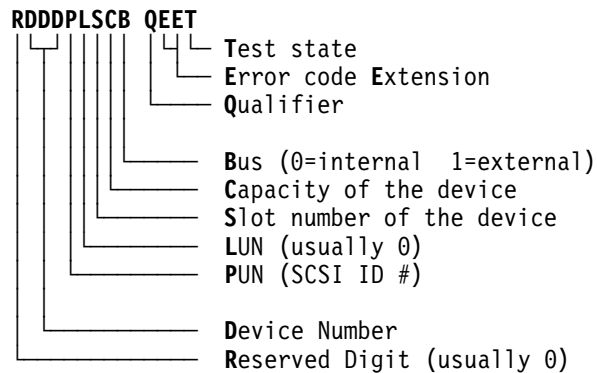 RDDDPLSCB QEET
Test state
Error code Extension
Qualifier
Bus (0=internal 1=external)
Capacity of the device
Slot number of the device
LUN (usually 0)
PUN (SCSI ID #)
Device Number
Reserved Digit (usually 0)